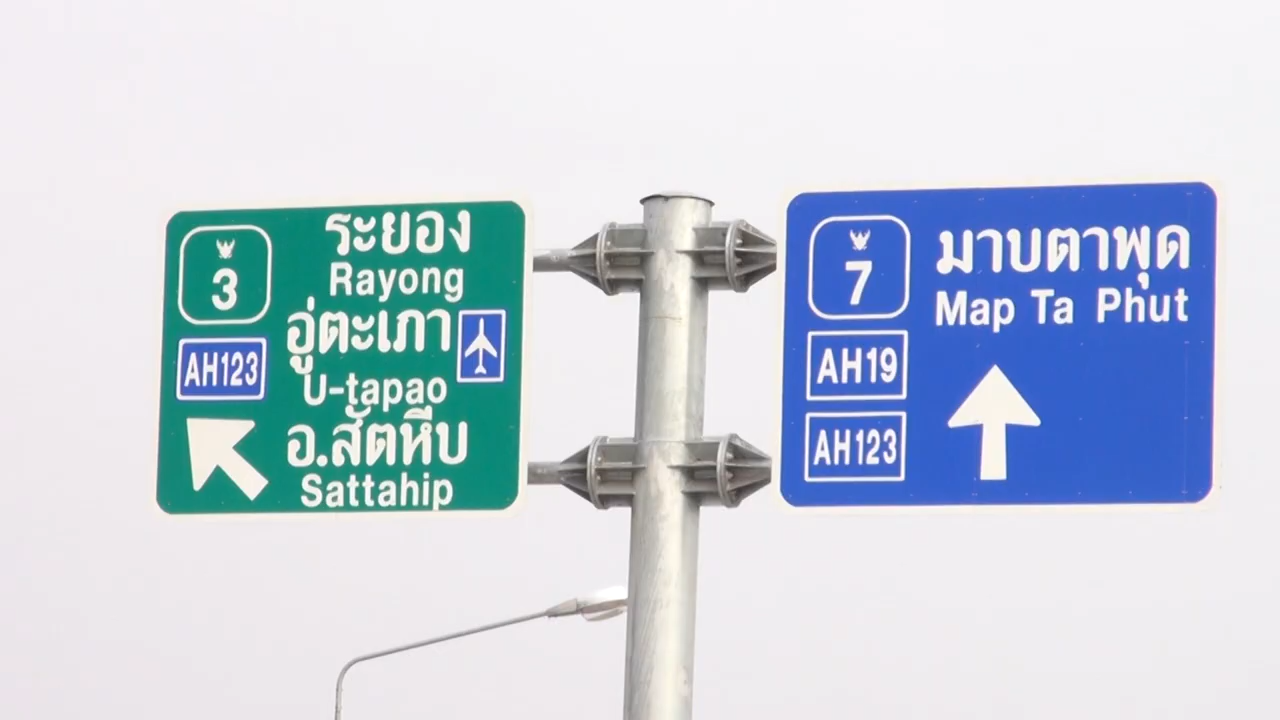 3
AH123
ระยอง
Rayong
อู่ตะเภา
U-tapao
อ.สัตหีบ
Sattahip
7
AH19
AH123
มาบตาพุด
Map Ta Phut